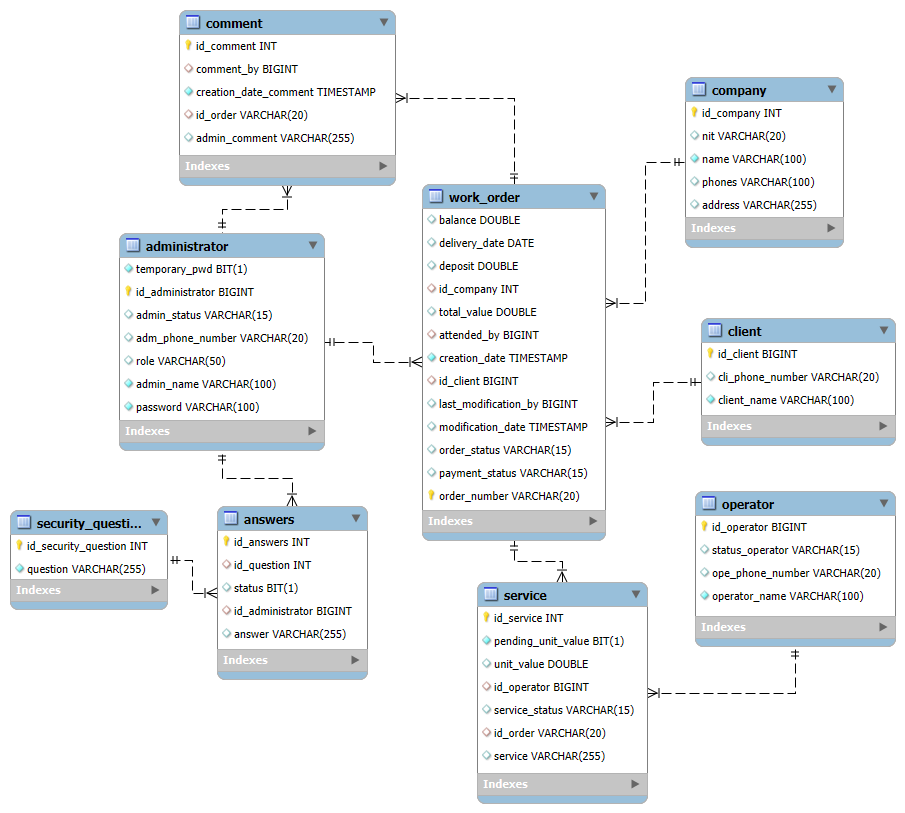 comment
id_comment INT
comment_by BIGINT
creation_date_comment TIMESTAMP
id_order VARCHAR(20)
admin_comment VARCHAR(255)
Indexes
company
id_company INT
nit VARCHAR(20)
name VARCHAR(100)
phones VARCHAR(100)
address VARCHAR(255)
Indexes
work_order
balance DOUBLE
delivery_date DATE
deposit DOUBLE
id_company INT
total_value DOUBLE
attended_by BIGINT
creation_date TIMESTAMP
id_client BIGINT
last_modification_by BIGINT
modification_date TIMESTAMP
order_status VARCHAR(15)
payment_status VARCHAR(15)
order_number VARCHAR(20)
Indexes
administrator
temporary_pwd BIT(1)
id_administrator BIGINT
admin_status VARCHAR(15)
adm_phone_number VARCHAR(20)
role VARCHAR(50)
admin_name VARCHAR(100)
password VARCHAR(100)
Indexes
client
id_client BIGINT
cli_phone_number VARCHAR(20)
client_name VARCHAR(100)
Indexes
security_questi...
id_security_question INT
question VARCHAR(255)
Indexes
answers
id_answers INT
id_question INT
status BIT(1)
id_administrator BIGINT
answer VARCHAR(255)
Indexes
operator
id_operator BIGINT
status_operator VARCHAR(15)
ope_phone_number VARCHAR(20)
operator_name VARCHAR(100)
Indexes
service
id_service INT
pending_unit_value BIT(1)
unit_value DOUBLE
id_operator BIGINT
service_status VARCHAR(15)
id_order VARCHAR(20)
service VARCHAR(255)
Indexes